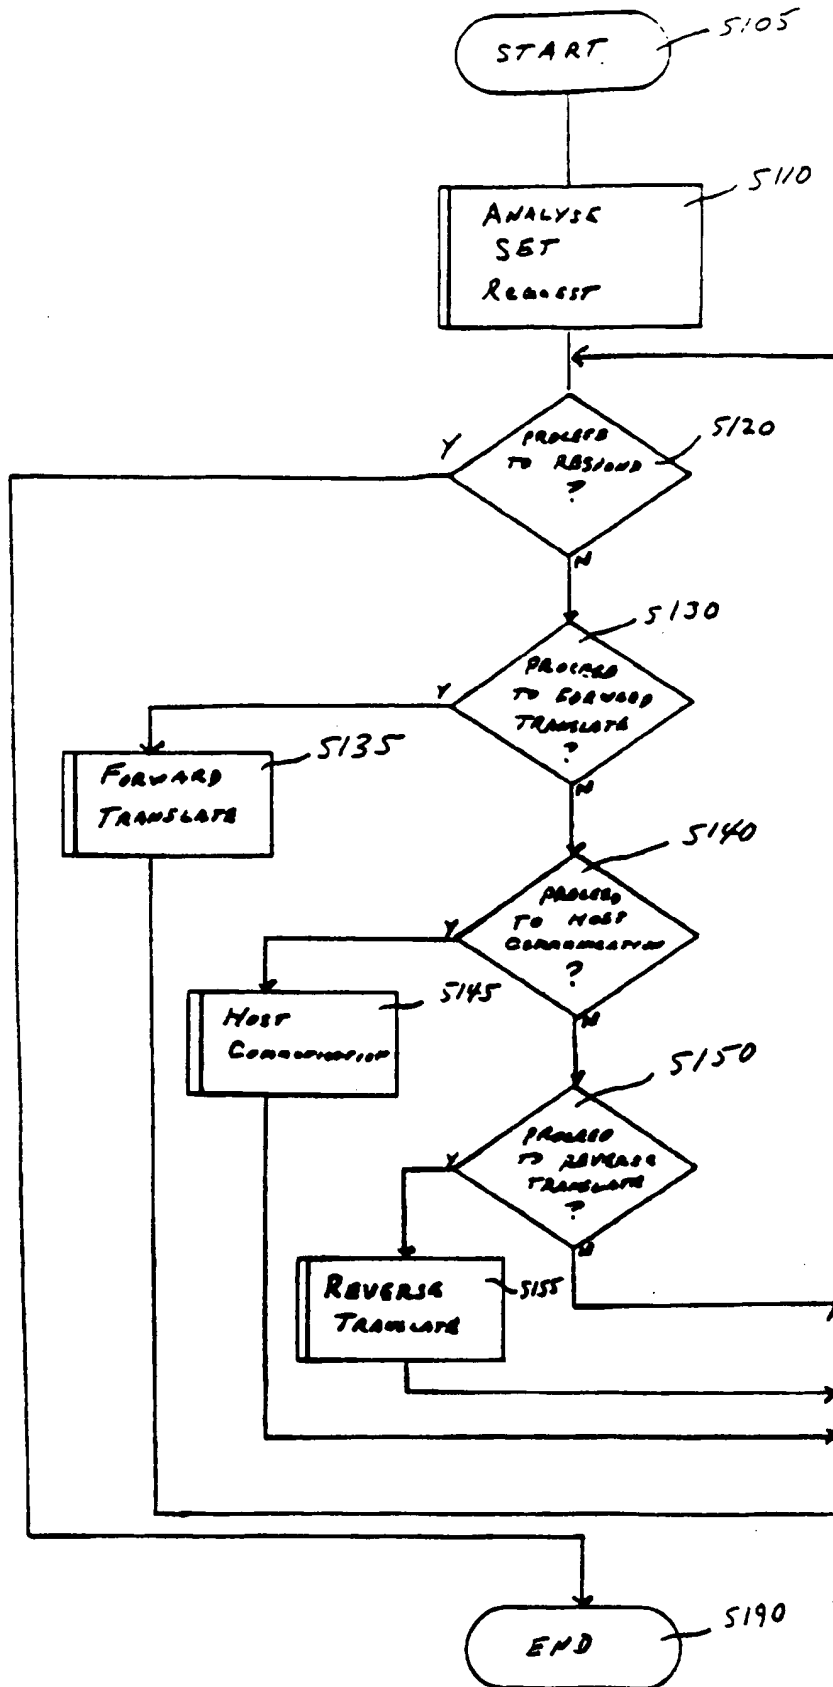 START
5105
5110
ANALYSE
SET
REQUEST
5120
Y
PROCEED
TO RESPOND
?
N
5130
Y
PROCEED
TO FORWARD
TRANSLATE
?
N
5135
FORWARD
TRANSLATE
5140
Y
PROCEED
TO HOST
COMMUNICATION
?
N
5145
HOST
COMMUNICATION
5150
Y
PROCEED
TO REVERSE
TRANSLATE
?
N
5155
REVERSE
TRANSLATE
END
5190